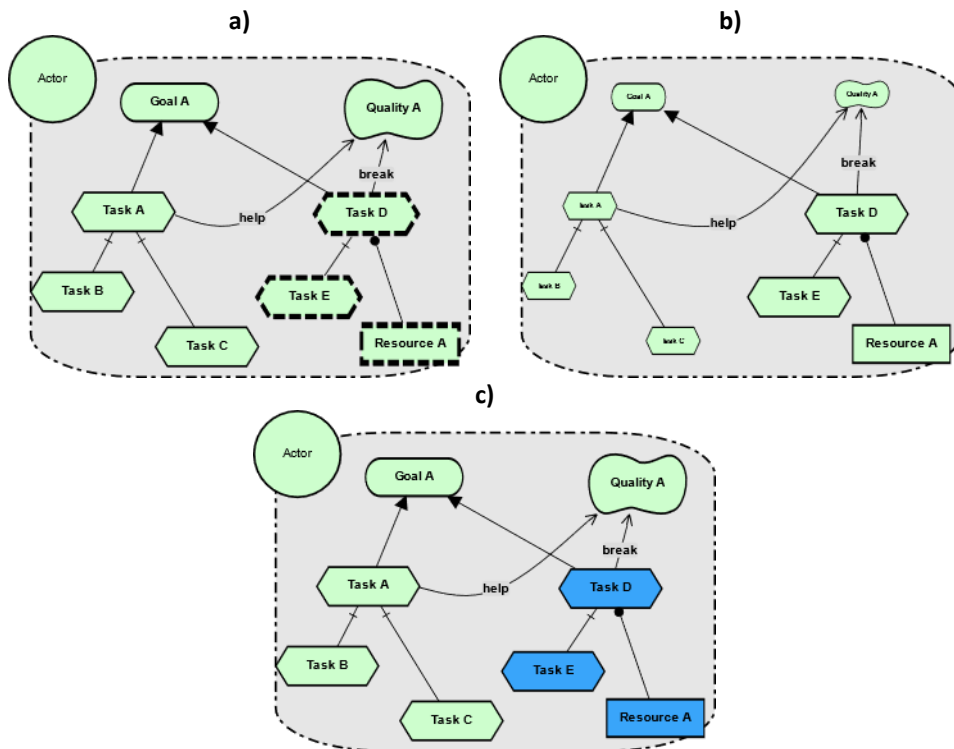 a)
Actor
Goal A
Quality A
break
Task A
help
Task D
Task B
Task E
Task C
Resource A
b)
Actor
Goal A
Quality A
break
Task A
help
Task D
Task B
Task E
Task C
Resource A
c)
Actor
Goal A
Quality A
break
Task A
help
Task D
Task B
Task E
Task C
Resource A